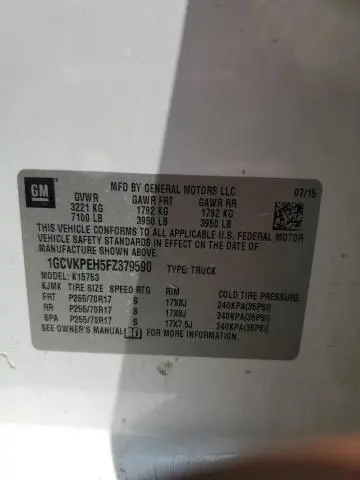 GM
MFD BY GENERAL MOTORS LLC 07/15
GVWR GAWR FRT GAWR RR
3221 KG 1792 KG 1792 KG
7100 LB 3950 LB 3950 LB
THIS VEHICLE CONFORMS TO ALL APPLICABLE U.S. FEDERAL
MOTOR VEHICLE SAFETY STANDARDS IN EFFECT ON THE DATE
OF MANUFACTURE SHOWN ABOVE.
1GCVKPEH5FZ379590 TYPE: TRUCK
MODEL: K15753
KJMK TIRE SIZE SPEED RTG RIM COLD TIRE PRESSURE
FRT P255/70R17 S 17X8J 240KPA(35PSI)
RR P255/70R17 S 17X8J 240KPA(35PSI)
SPA P255/70R17 S 17X7.5J 240KPA(35PSI)
SEE OWNER'S MANUAL FOR MORE INFORMATION.